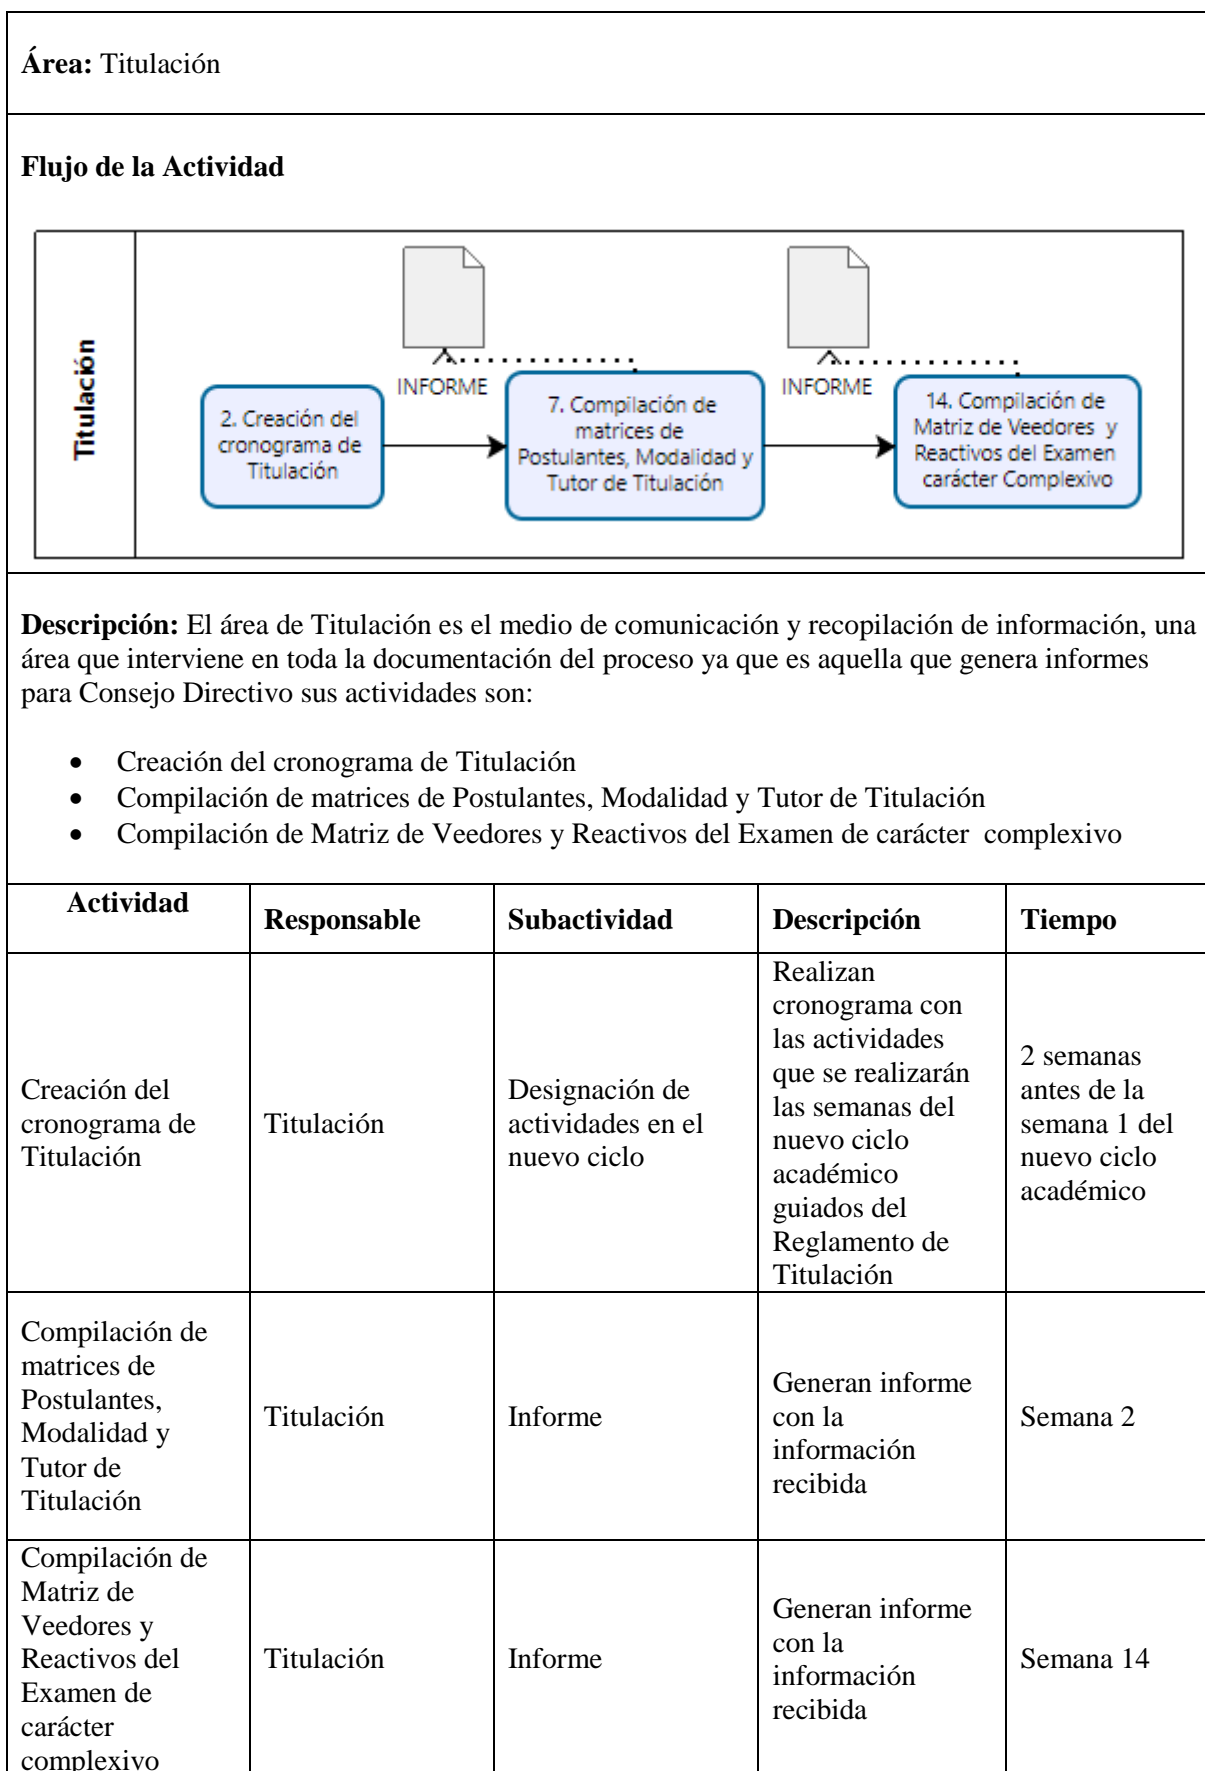 Área: Titulación
Flujo de la Actividad
Titulación
2. Creación del
cronograma de
Titulación
INFORME
7. Compilación de
matrices de
Postulantes, Modalidad y
Tutor de Titulación
INFORME
14. Compilación de
Matriz de Veedores y
Reactivos del Examen
carácter Complexivo
Descripción: El área de Titulación es el medio de comunicación y recopilación de información, una
área que interviene en toda la documentación del proceso ya que es aquella que genera informes
para Consejo Directivo sus actividades son:
• Creación del cronograma de Titulación
• Compilación de matrices de Postulantes, Modalidad y Tutor de Titulación
• Compilación de Matriz de Veedores y Reactivos del Examen de carácter complexivo
Actividad
Responsable
Subactividad
Descripción
Tiempo
Creación del
cronograma de
Titulación
Titulación
Designación de
actividades en el
nuevo ciclo
Realizan
cronograma con
las actividades
que se realizarán
las semanas del
nuevo ciclo
académico
guiados del
Reglamento de
Titulación
2 semanas
antes de la
semana 1 del
nuevo ciclo
académico
Compilación de
matrices de
Postulantes,
Modalidad y
Tutor de
Titulación
Titulación
Informe
Generan informe
con la
información
recibida
Semana 2
Compilación de
Matriz de
Veedores y
Reactivos del
Examen de
carácter
complexivo
Titulación
Informe
Generan informe
con la
información
recibida
Semana 14